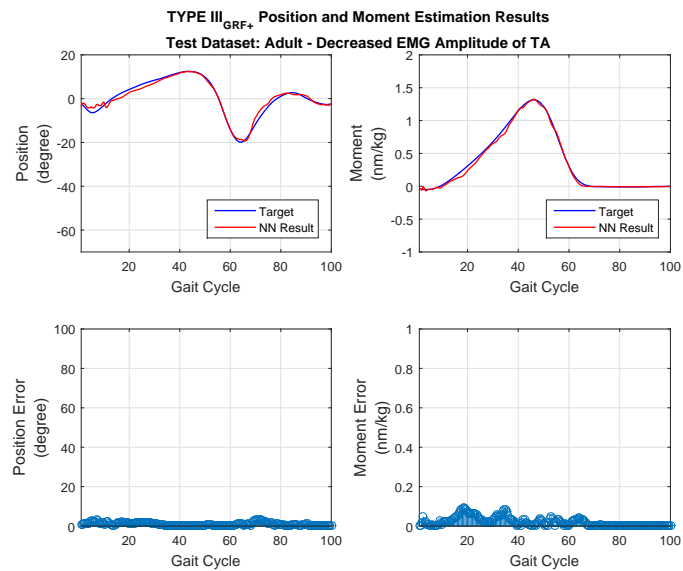 TYPE III_GRF+ Position and Moment Estimation Results
Test Dataset: Adult - Decreased EMG Amplitude of TA
Position
(degree)
20
0
-20
-40
-60
Target
NN Result
20
40
60
80
100
Gait Cycle
Moment
(nm/kg)
2
1.5
1
0.5
0
-0.5
-1
Target
NN Result
20
40
60
80
100
Gait Cycle
Position Error
(degree)
100
80
60
40
20
0
20
40
60
80
100
Gait Cycle
Moment Error
(nm/kg)
1
0.8
0.6
0.4
0.2
0
20
40
60
80
100
Gait Cycle